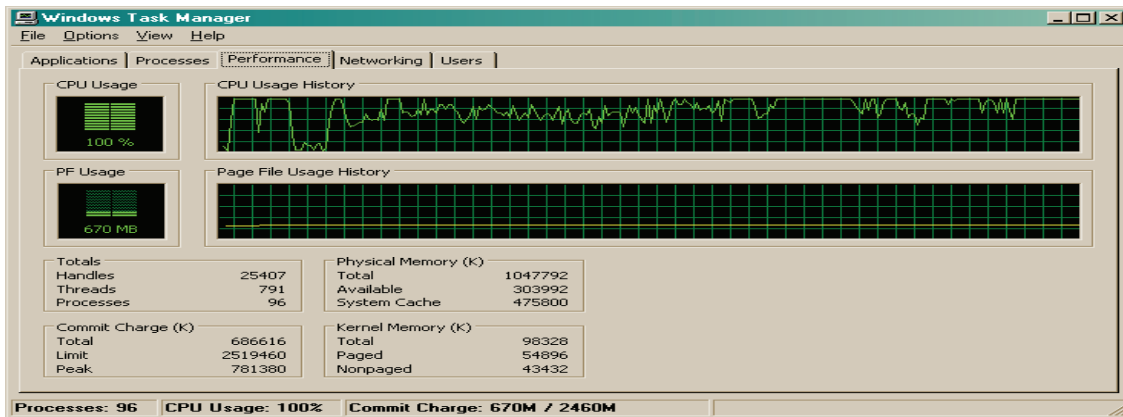 Windows Task Manager
File Options View Help
Applications Processes Performance Networking Users
CPU Usage
100 %
CPU Usage History
PF Usage
670 MB
Page File Usage History
Totals
Handles 25407
Threads 791
Processes 96
Physical Memory (K)
Total 1047792
Available 303992
System Cache 475800
Commit Charge (K)
Total 686616
Limit 2519460
Peak 781380
Kernel Memory (K)
Total 98328
Paged 54896
Nonpaged 43432
Processes: 96 CPU Usage: 100% Commit Charge: 670M / 2460M